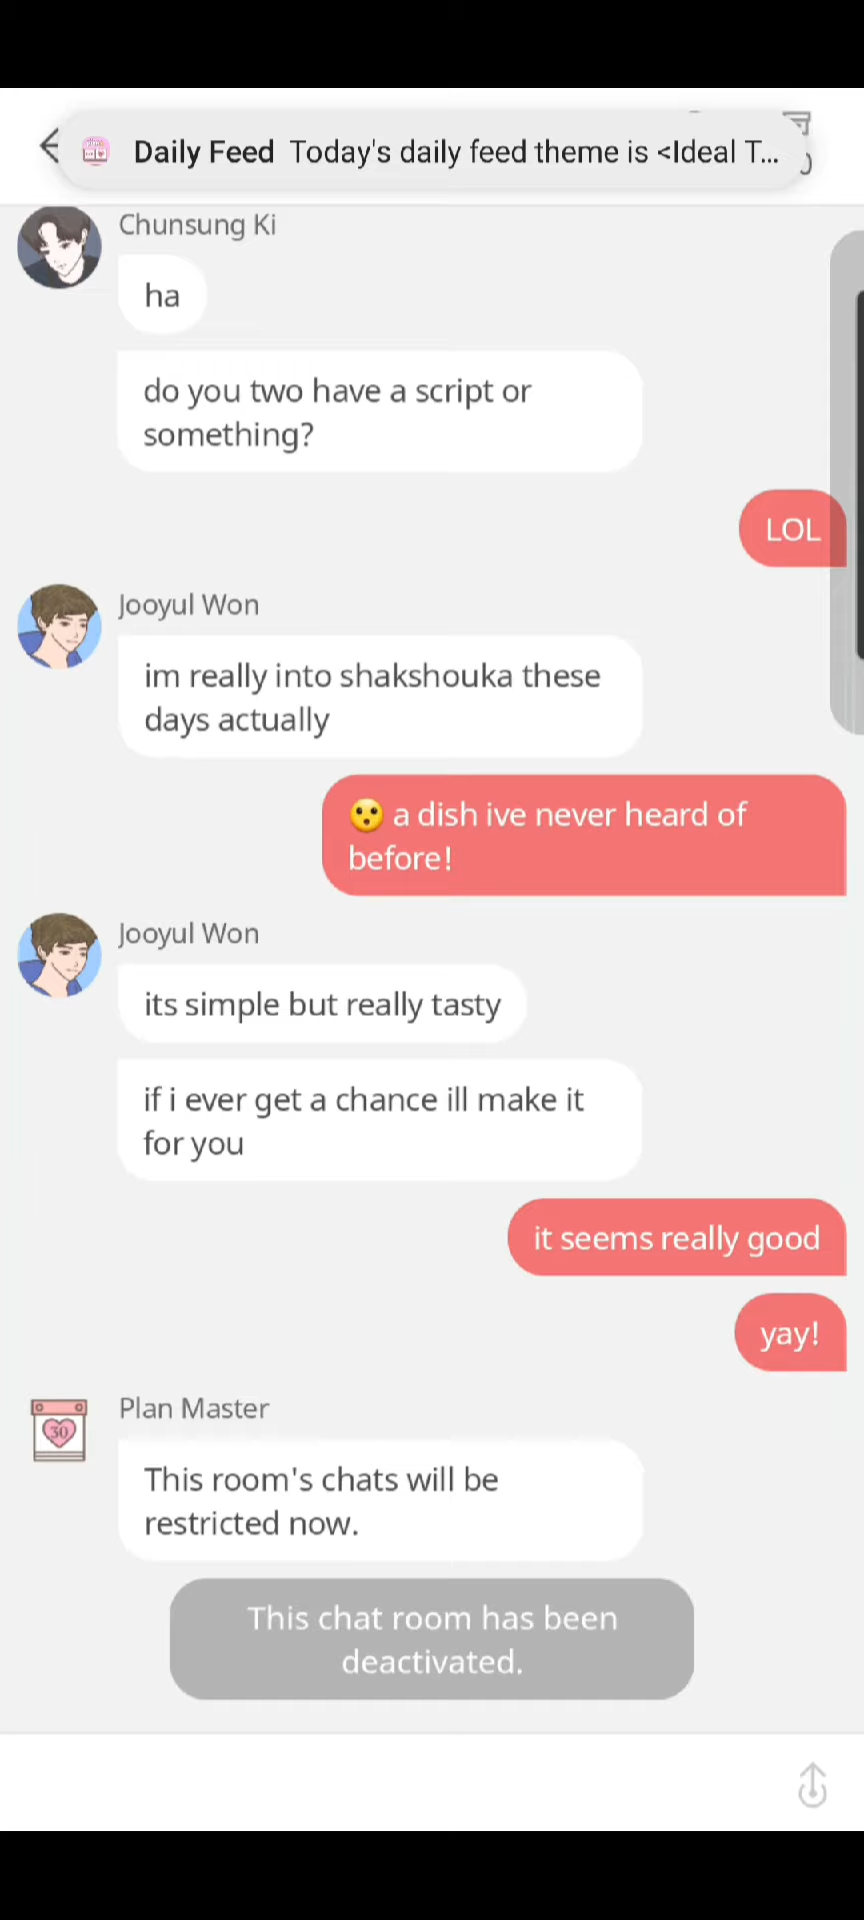 Daily Feed Today's daily feed theme is <Ideal T...
Chunsung Ki
ha
do you two have a script or
something?
LOL
Jooyul Won
im really into shakshouka these
days actually
😮 a dish ive never heard of
before!
Jooyul Won
its simple but really tasty
if i ever get a chance ill make it
for you
it seems really good
yay!
Plan Master
30
This room's chats will be
restricted now.
This chat room has been
deactivated.